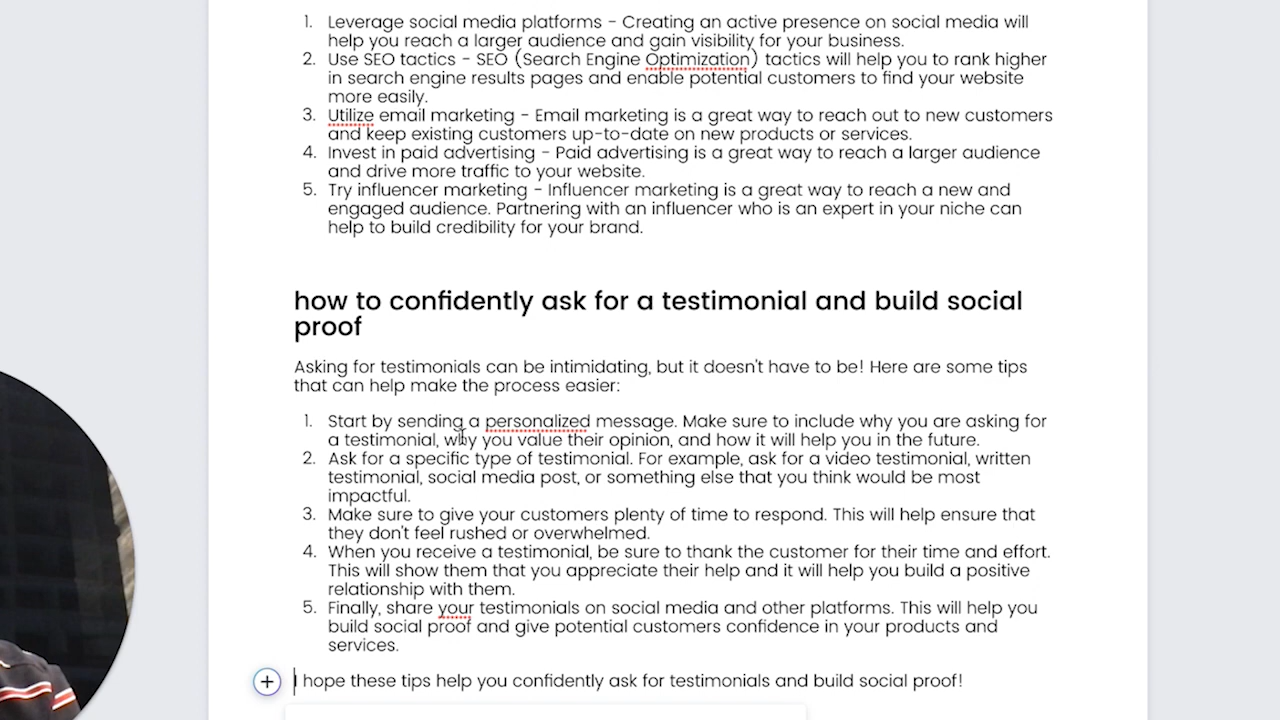 1. Leverage social media platforms - Creating an active presence on social media will
help you reach a larger audience and gain visibility for your business.
2. Use SEO tactics - SEO (Search Engine Optimization) tactics will help you to rank higher
in search engine results pages and enable potential customers to find your website
more easily.
3. Utilize email marketing - Email marketing is a great way to reach out to new customers
and keep existing customers up-to-date on new products or services.
4. Invest in paid advertising - Paid advertising is a great way to reach a larger audience
and drive more traffic to your website.
5. Try influencer marketing - Influencer marketing is a great way to reach a new and
engaged audience. Partnering with an influencer who is an expert in your niche can
help to build credibility for your brand.
how to confidently ask for a testimonial and build social
proof
Asking for testimonials can be intimidating, but it doesn't have to be! Here are some tips
that can help make the process easier:
1. Start by sending a personalized message. Make sure to include why you are asking for
a testimonial, why you value their opinion, and how it will help you in the future.
2. Ask for a specific type of testimonial. For example, ask for a video testimonial, written
testimonial, social media post, or something else that you think would be most
impactful.
3. Make sure to give your customers plenty of time to respond. This will help ensure that
they don't feel rushed or overwhelmed.
4. When you receive a testimonial, be sure to thank the customer for their time and effort.
This will show them that you appreciate their help and it will help you build a positive
relationship with them.
5. Finally, share your testimonials on social media and other platforms. This will help you
build social proof and give potential customers confidence in your products and
services.
I hope these tips help you confidently ask for testimonials and build social proof!